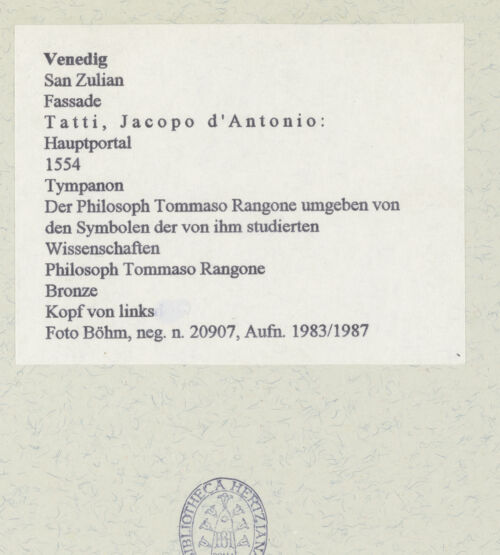 Venedig
San Zulian
Fassade
Tatti, Jacopo d'Antonio:
Hauptportal
1554
Tympanon
Der Philosoph Tommaso Rangone umgeben von
den Symbolen der von ihm studierten
Wissenschaften
Philosoph Tommaso Rangone
Bronze
Kopf von links
Foto Böhm, neg. n. 20907, Aufn. 1983/1987
BIBLIOTHECA HERTZIANA